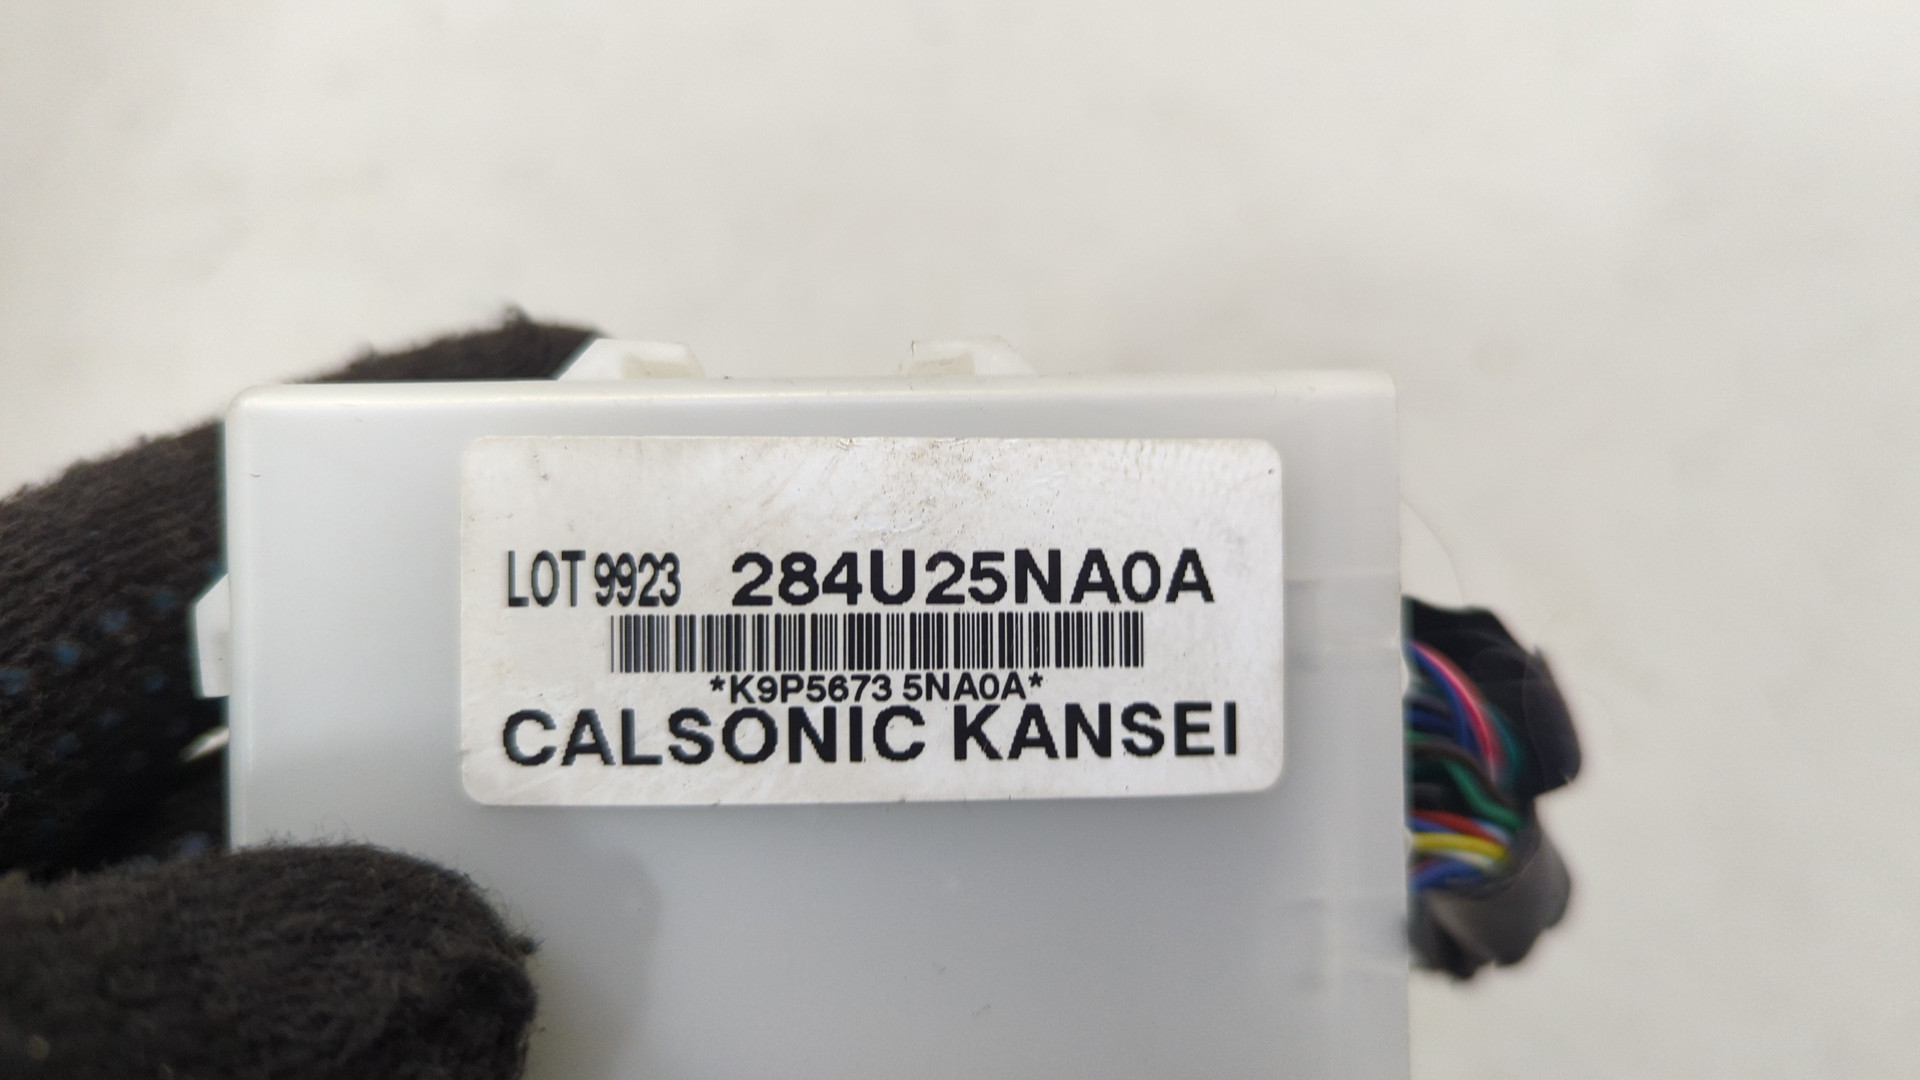 LOT 9923 284U25NA0A
*K9P5673 5NA0A*
CALSONIC KANSEI